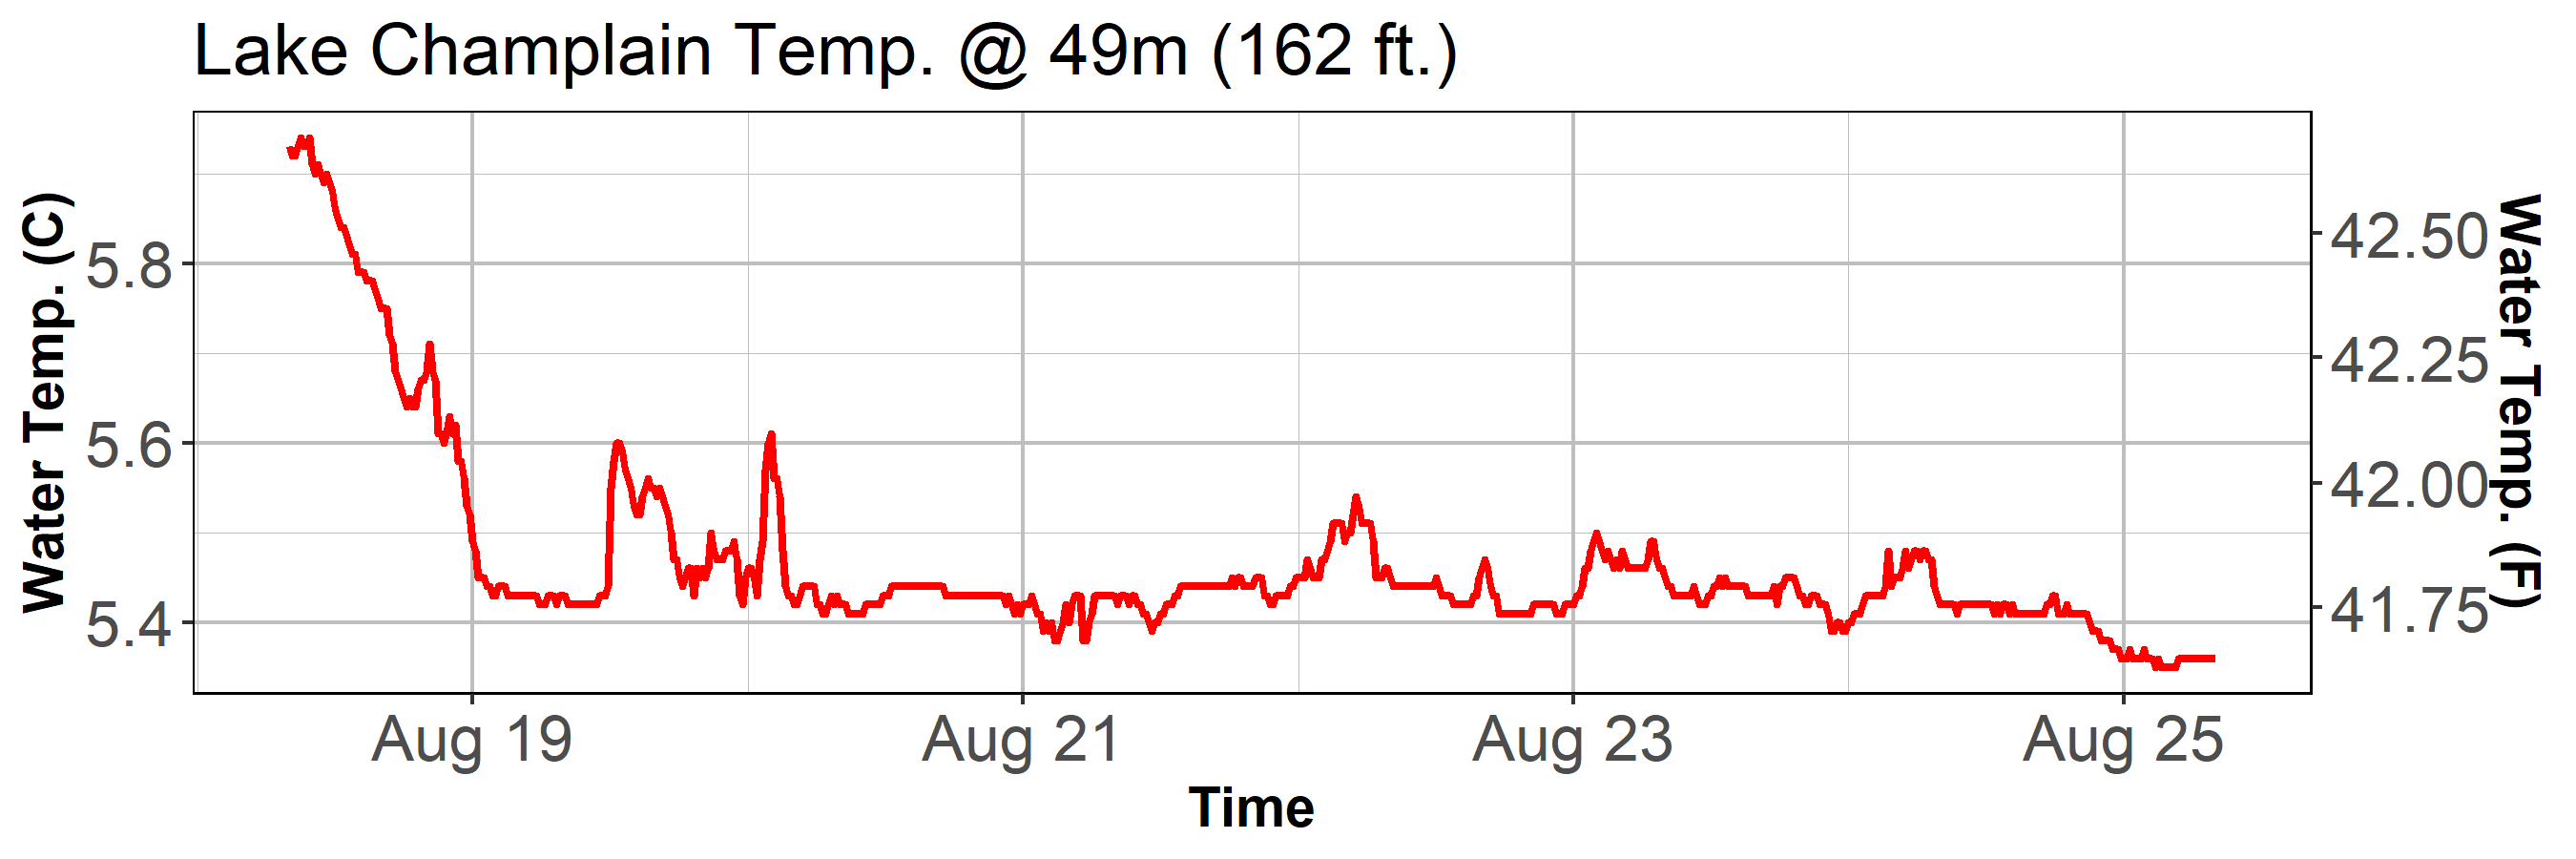 Lake Champlain Temp. @ 49m (162 ft.)
Water Temp. (C)
5.8
5.6
5.4
42.50
42.25
42.00
41.75
Water Temp. (F)
Aug 19
Aug 21
Aug 23
Aug 25
Time